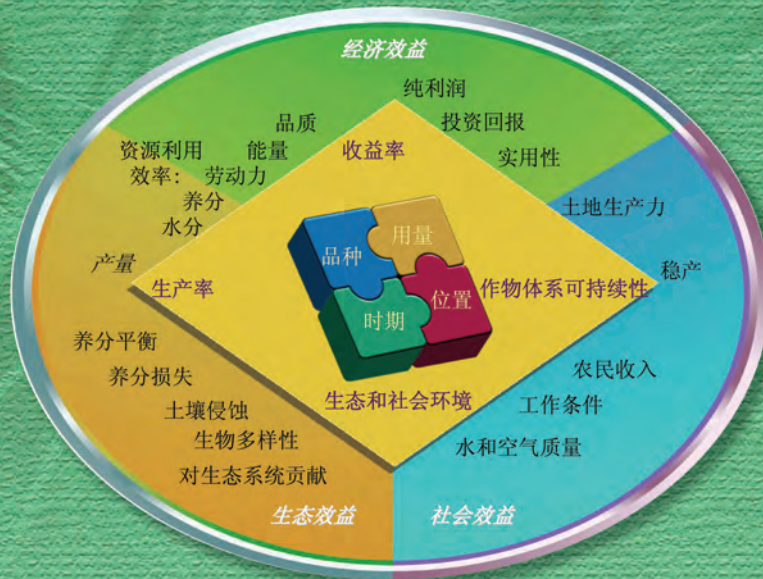 经济效益
纯利润
品质
投资回报
资源利用
能量
收益率
实用性
效率：
劳动力
养分
土地生产力
水分
品种
用量
产量
稳产
生产率
位置
作物体系可持续性
时期
养分平衡
养分损失
农民收入
生态和社会环境
土壤侵蚀
工作条件
生物多样性
水和空气质量
对生态系统贡献
生态效益
社会效益